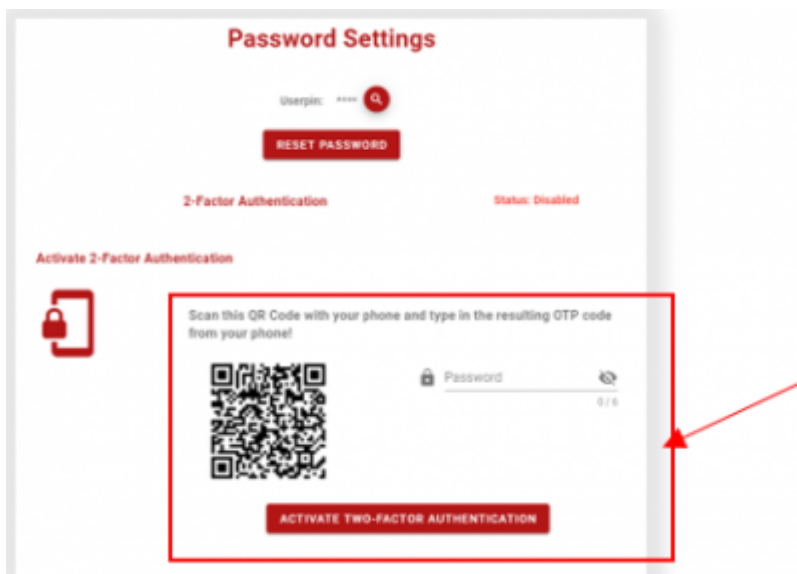 Password Settings
Userpin: ····
RESET PASSWORD
2-Factor Authentication Status: Disabled
Activate 2-Factor Authentication
Scan this QR Code with your phone and type in the resulting OTP code
from your phone!
Password
0 / 6
ACTIVATE TWO-FACTOR AUTHENTICATION